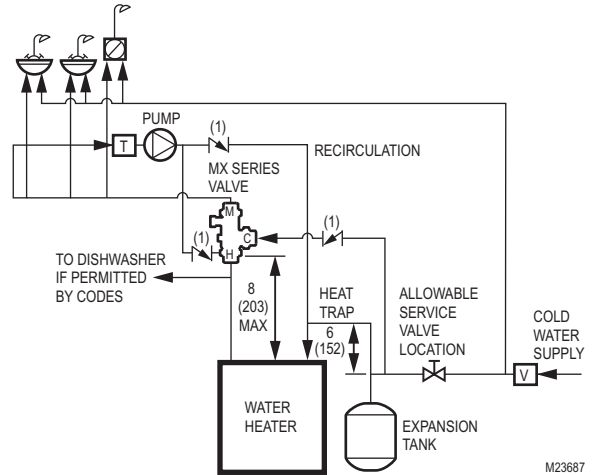 PUMP
(1)
T
RECIRCULATION
MX SERIES
VALVE
M
(1)
C
(1)
H
TO DISHWASHER
IF PERMITTED
BY CODES
8
(203)
MAX
HEAT
TRAP
6
(152)
ALLOWABLE
SERVICE
VALVE
LOCATION
COLD
WATER
SUPPLY
V
WATER
HEATER
EXPANSION
TANK
M23687